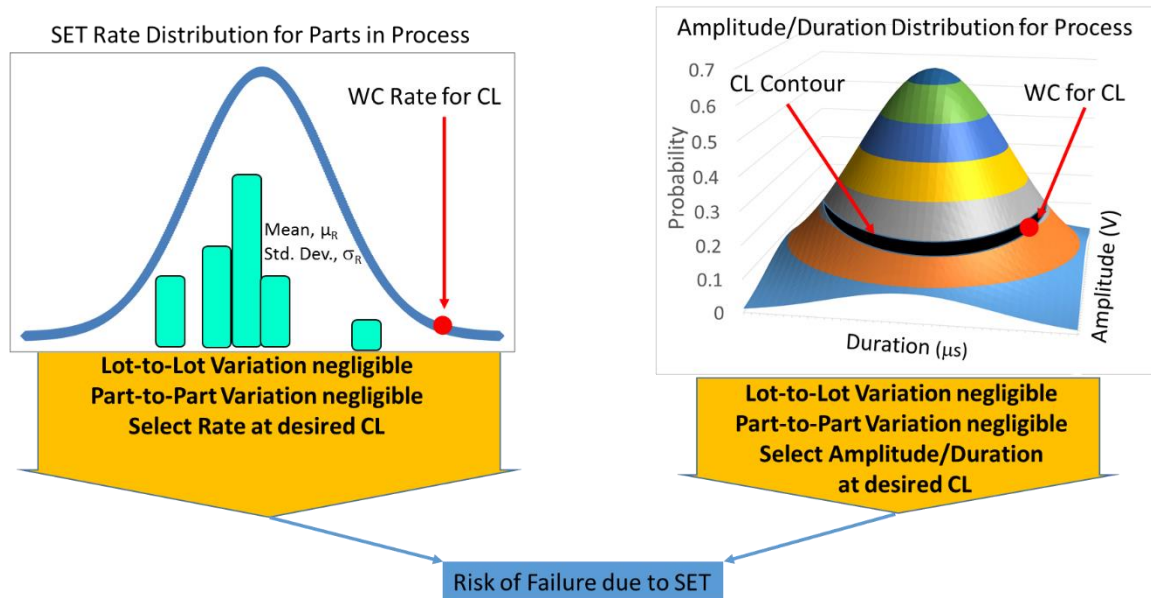 SET Rate Distribution for Parts in Process
WC Rate for CL
Mean, μR
Std. Dev., σR
Lot-to-Lot Variation negligible
Part-to-Part Variation negligible
Select Rate at desired CL
Amplitude/Duration Distribution for Process
CL Contour
WC for CL
Probability
0.7
0.6
0.5
0.4
0.3
0.2
0.1
0
Duration (μs)
Amplitude (V)
Lot-to-Lot Variation negligible
Part-to-Part Variation negligible
Select Amplitude/Duration
at desired CL
Risk of Failure due to SET